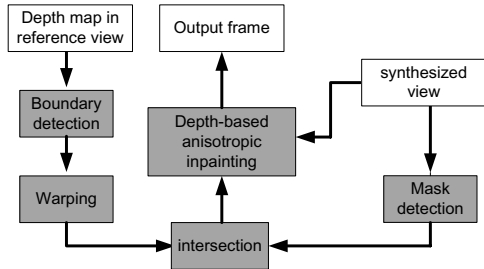 Depth map in
reference view
Output frame
synthesized
view
Boundary
detection
Depth-based
anisotropic
inpainting
Warping
Mask
detection
intersection